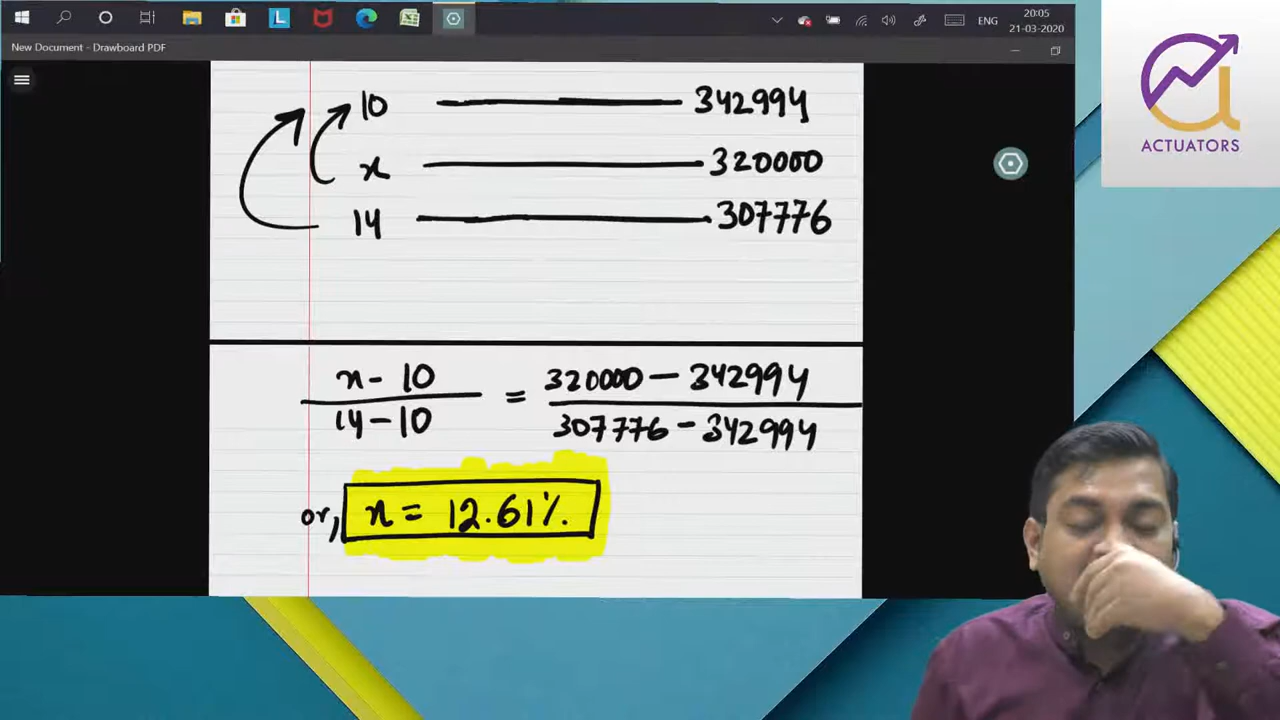 ENG
20:05
21-03-2020
New Document - Drawboard PDF
ACTUATORS
10 342994
x 320000
14 307776
x - 10 = 320000 - 342994
14 - 10 307776 - 342994
or, x = 12.61%.